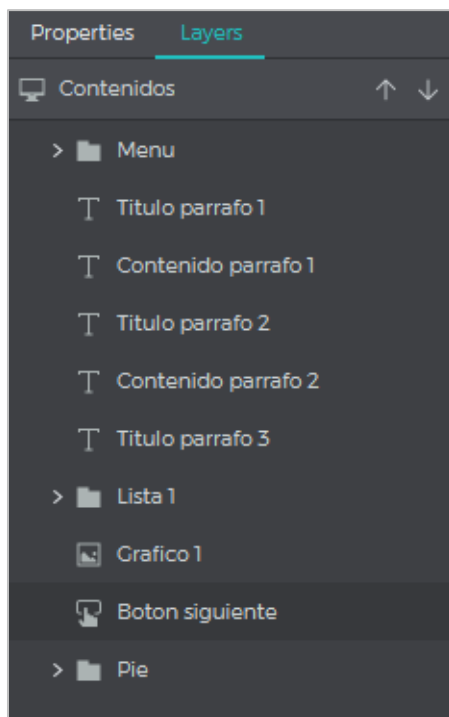 Properties Layers
Contenidos
Menu
Titulo parrafo 1
Contenido parrafo 1
Titulo parrafo 2
Contenido parrafo 2
Titulo parrafo 3
Lista 1
Grafico 1
Boton siguiente
Pie